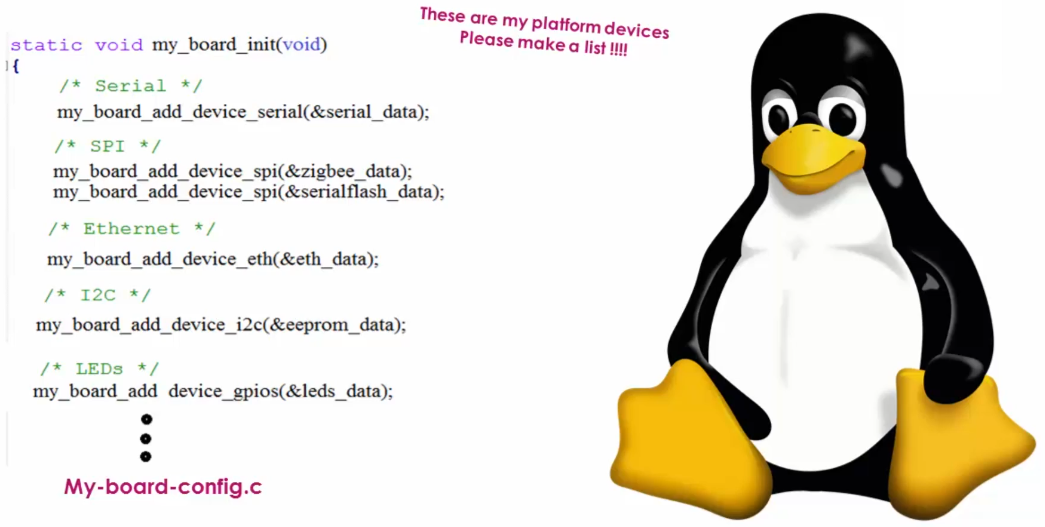 These are my platform devices
Please make a list !!!!
static void my_board_init(void)
{
/* Serial */
my_board_add_device_serial(&serial_data);
/* SPI */
my_board_add_device_spi(&zigbee_data);
my_board_add_device_spi(&serialflash_data);
/* Ethernet */
my_board_add_device_eth(&eth_data);
/* I2C */
my_board_add_device_i2c(&eeprom_data);
/* LEDs */
my_board_add device_gpios(&leds_data);
My-board-config.c